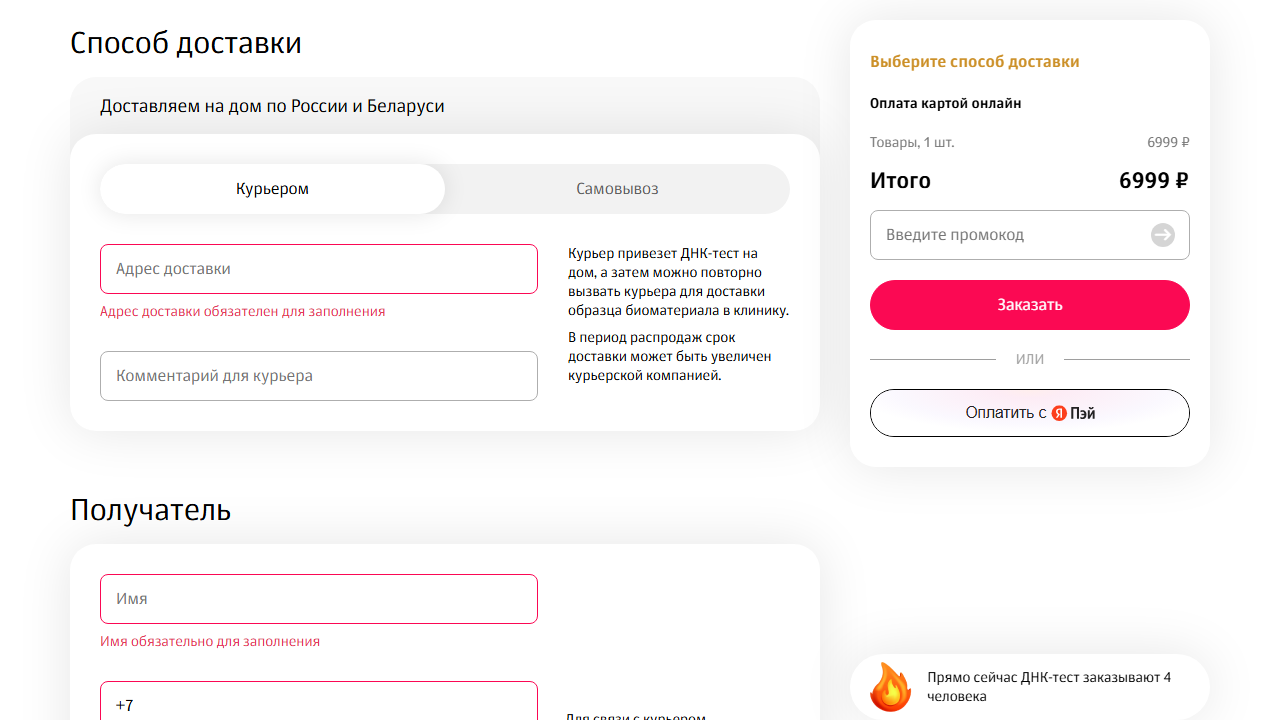 Способ доставки
Доставляем на дом по России и Беларуси
Курьером
Самовывоз
Адрес доставки
Адрес доставки обязателен для заполнения
Комментарий для курьера
Курьер привезет ДНК-тест на
дом, а затем можно повторно
вызвать курьера для доставки
образца биоматериала в клинику.
В период распродаж срок
доставки может быть увеличен
курьерской компанией.
Получатель
Имя
Имя обязательно для заполнения
+7
Для связи с курьером
Выберите способ доставки
Оплата картой онлайн
Товары, 1 шт. 6999 ₽
Итого 6999 ₽
Введите промокод
Заказать
ИЛИ
Оплатить с Я Пэй
Прямо сейчас ДНК-тест заказывают 4
человека